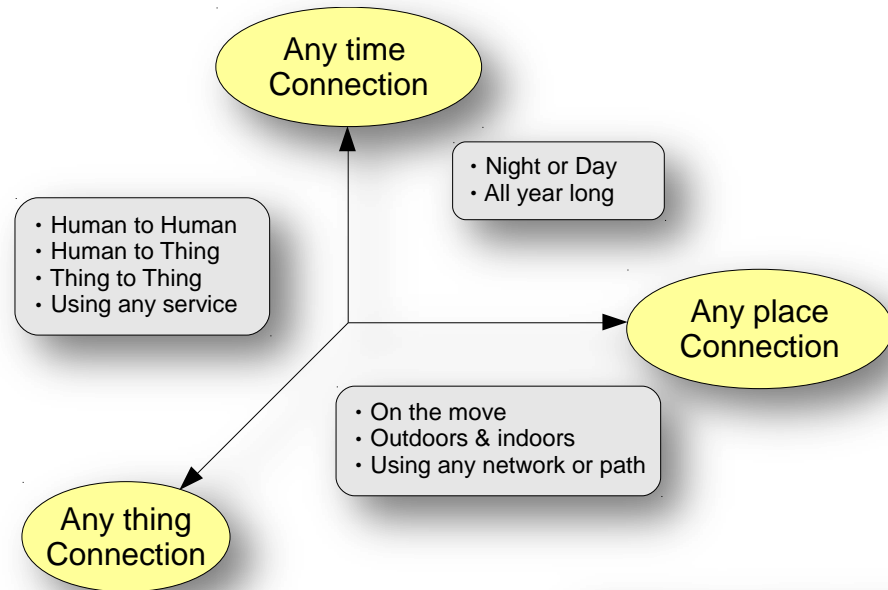 Any time
Connection
・Night or Day
・All year long
・Human to Human
・Human to Thing
・Thing to Thing
・Using any service
Any place
Connection
・On the move
・Outdoors & indoors
・Using any network or path
Any thing
Connection